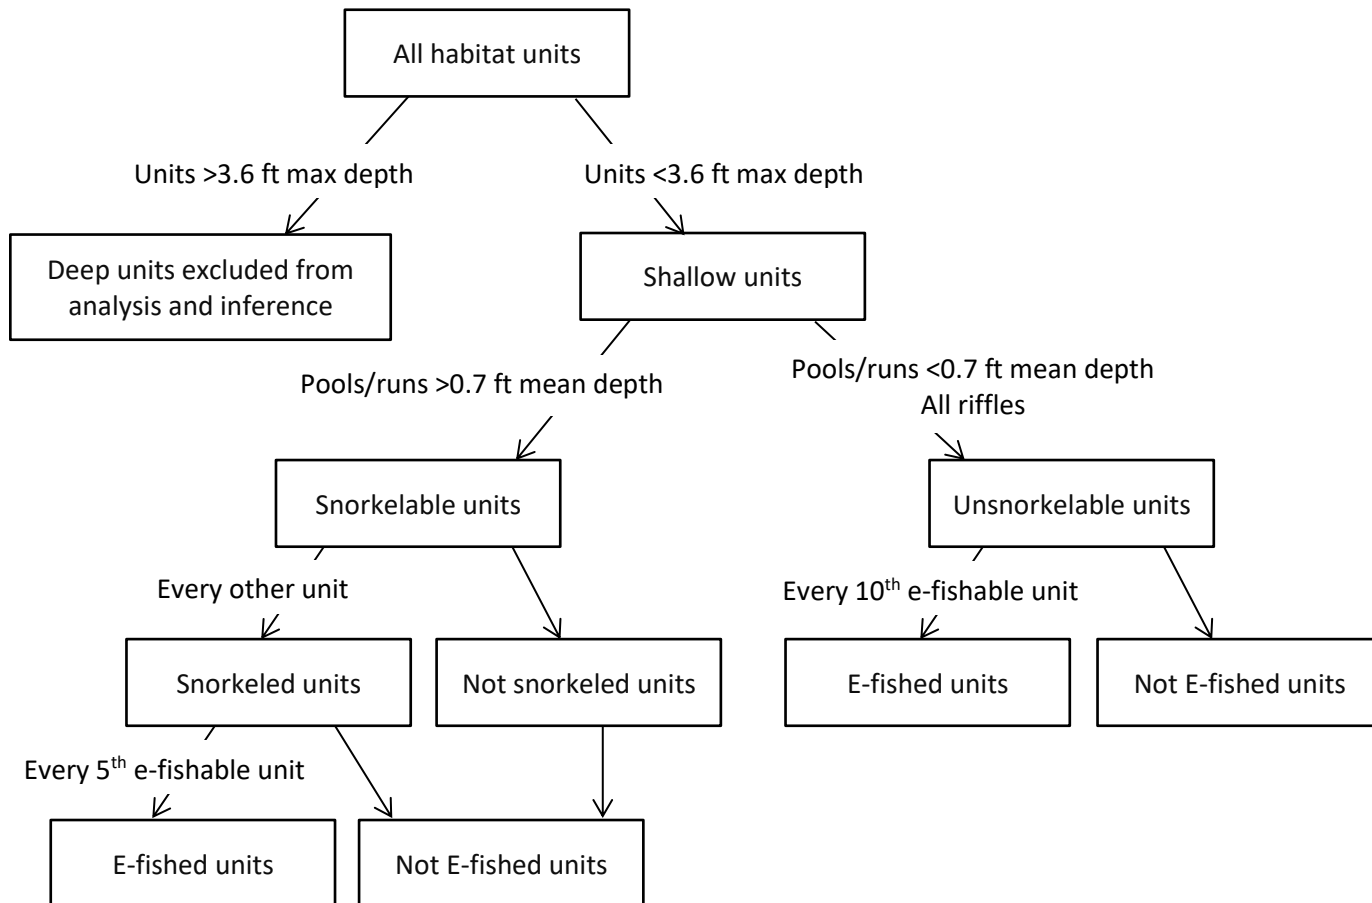 All habitat units
Units >3.6 ft max depth
Units <3.6 ft max depth
Deep units excluded from
analysis and inference
Shallow units
Pools/runs >0.7 ft mean depth
Pools/runs <0.7 ft mean depth
All riffles
Snorkelable units
Unsnorkelable units
Every other unit
Every 10th e-fishable unit
Snorkeled units
Not snorkeled units
E-fished units
Not E-fished units
Every 5th e-fishable unit
E-fished units
Not E-fished units